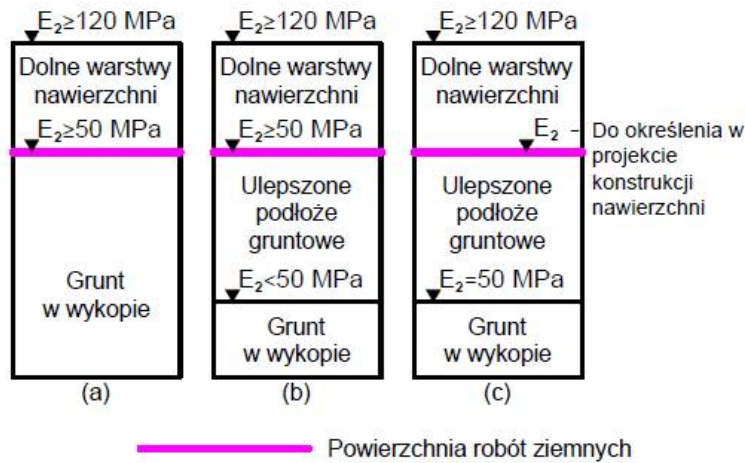 E₂≥120 MPa
Dolne warstwy
nawierzchni
E₂≥50 MPa
Grunt
w wykopie
(a)
E₂≥120 MPa
Dolne warstwy
nawierzchni
E₂≥50 MPa
Ulepszone
podłoże
gruntowe
E₂<50 MPa
Grunt
w wykopie
(b)
E₂≥120 MPa
Dolne warstwy
nawierzchni
E₂ - Do określenia w
projekcie
konstrukcji
nawierzchni
Ulepszone
podłoże
gruntowe
E₂=50 MPa
Grunt
w wykopie
(c)
Powierzchnia robót ziemnych